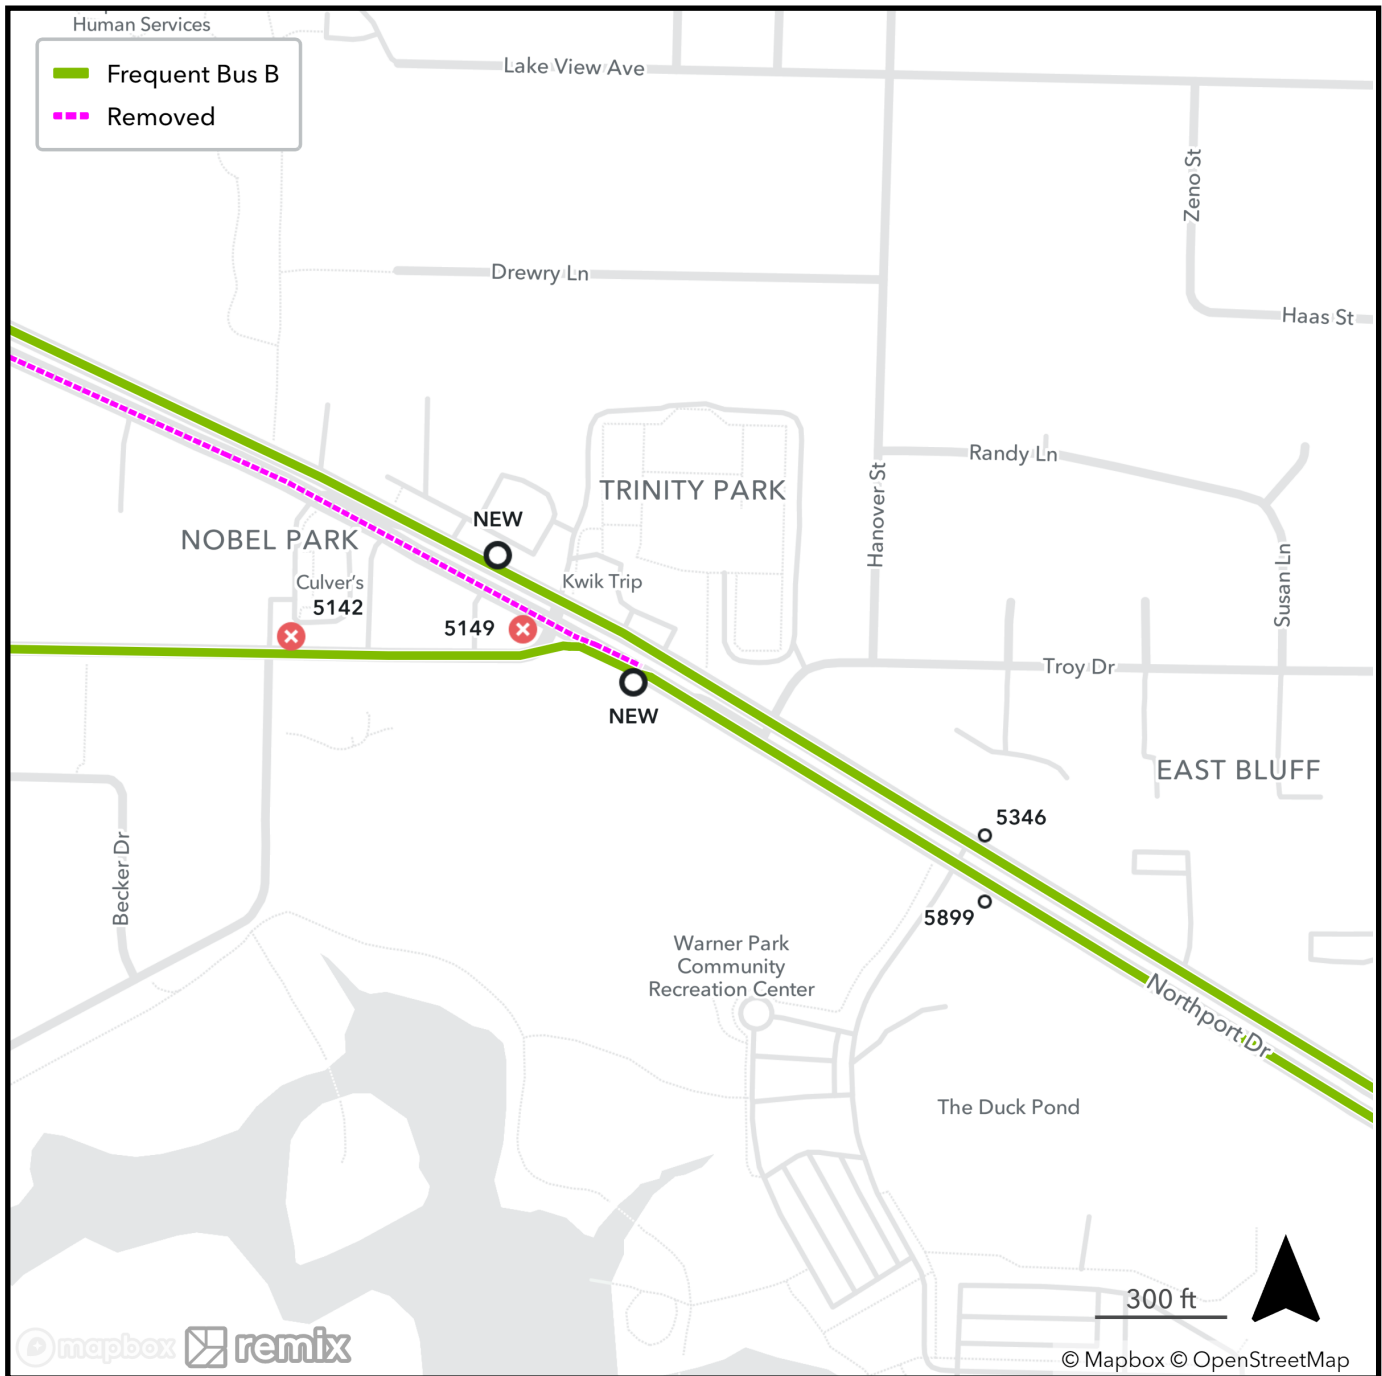 Human Services
Frequent Bus B
Removed
Lake View Ave
Zeno St
Drewry Ln
Haas St
Randy Ln
TRINITY PARK
Hanover St
NEW
NOBEL PARK
Culver's
5142
Kwik Trip
Susan Ln
5149
Troy Dr
NEW
EAST BLUFF
5346
Becker Dr
5899
Warner Park
Community
Recreation Center
Northport Dr
The Duck Pond
300 ft
mapbox
remix
© Mapbox © OpenStreetMap